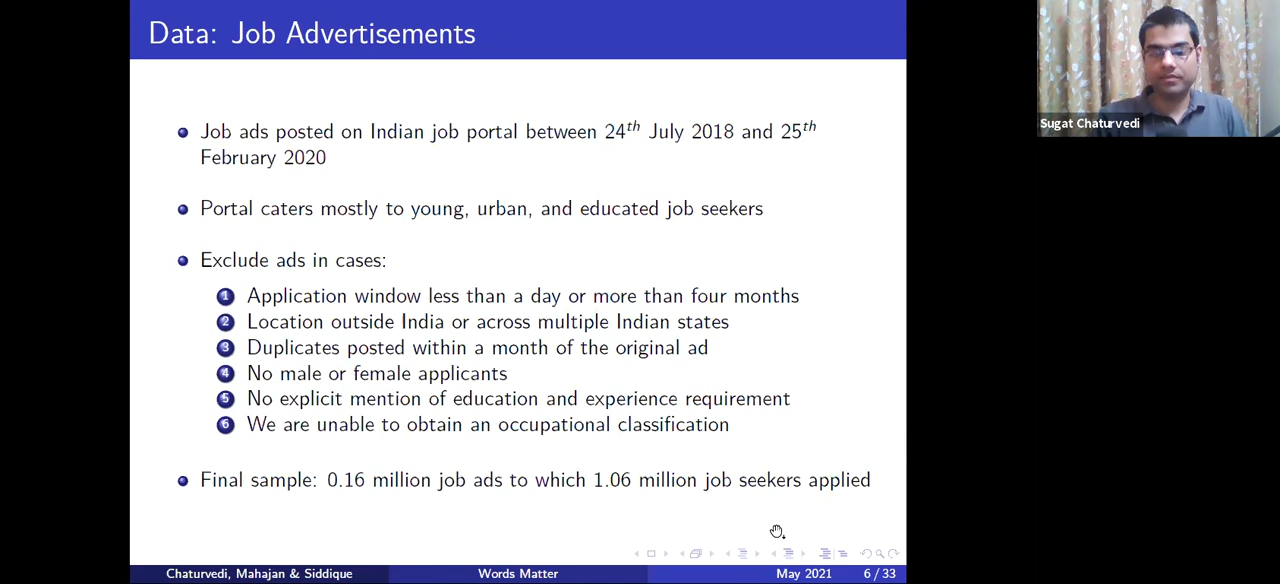 Data: Job Advertisements
Sugat Chaturvedi
Job ads posted on Indian job portal between 24th July 2018 and 25th
February 2020
Portal caters mostly to young, urban, and educated job seekers
Exclude ads in cases:
1 Application window less than a day or more than four months
2 Location outside India or across multiple Indian states
3 Duplicates posted within a month of the original ad
4 No male or female applicants
5 No explicit mention of education and experience requirement
6 We are unable to obtain an occupational classification
Final sample: 0.16 million job ads to which 1.06 million job seekers applied
Chaturvedi, Mahajan & Siddique Words Matter May 2021 6 / 33